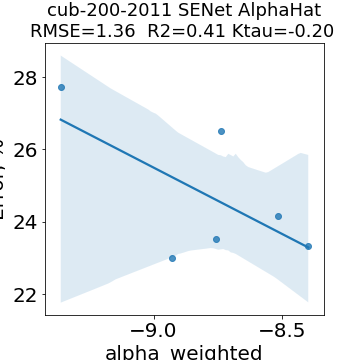 cub-200-2011 SENet AlphaHat
RMSE=1.36 R2=0.41 Ktau=-0.20
28
26
24
22
−9.0 −8.5
alpha_weighted